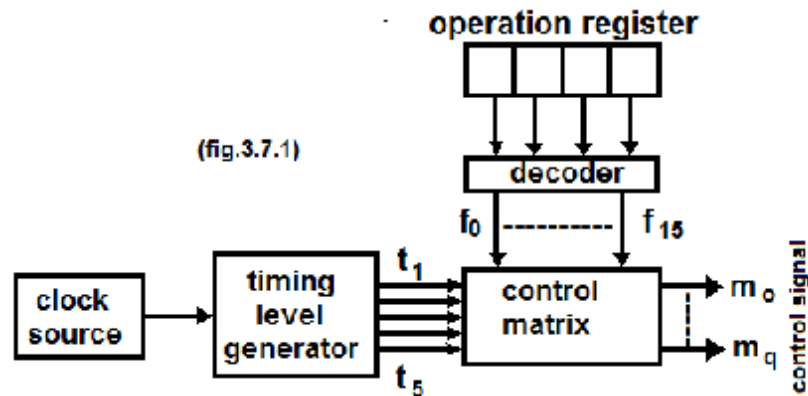 operation register
(fig.3.7.1)
decoder
f0
f15
clock
source
timing
level
generator
t1
t5
control
matrix
mo
mq
control signal